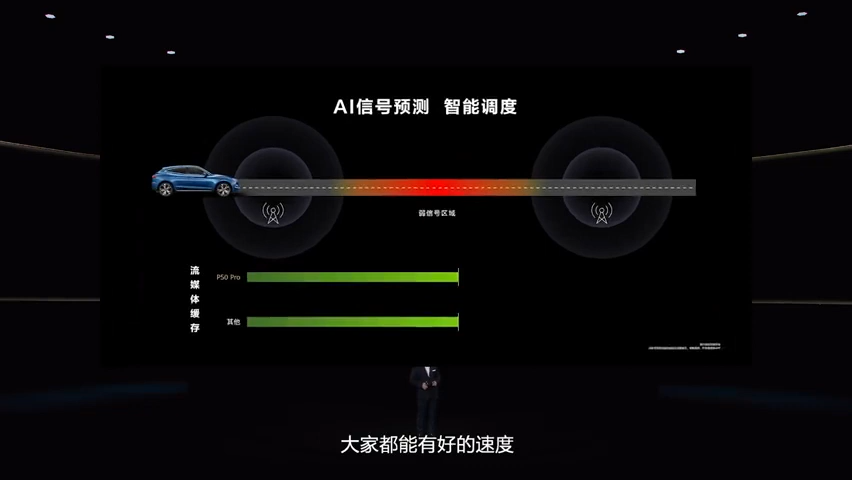 AI信号预测 智能调度
弱信号区域
流媒体缓存
P50 Pro
其他
大家都能有好的速度